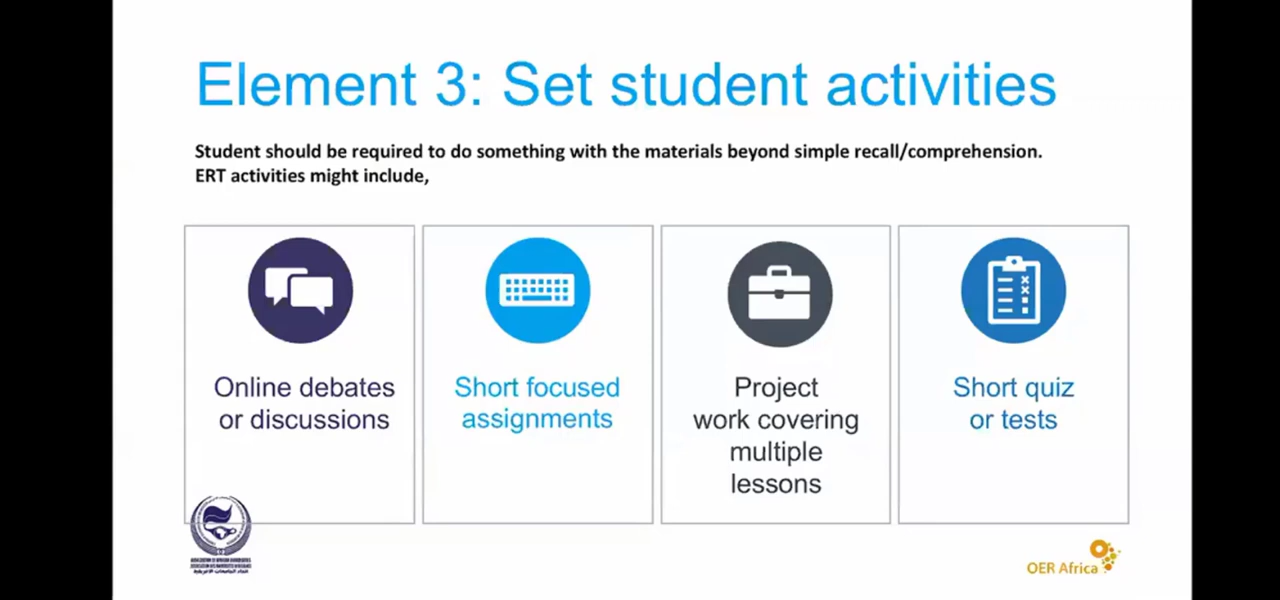 Element 3: Set student activities
Student should be required to do something with the materials beyond simple recall/comprehension.
ERT activities might include,
Online debates
or discussions
Short focused
assignments
Project
work covering
multiple
lessons
Short quiz
or tests
OER Africa